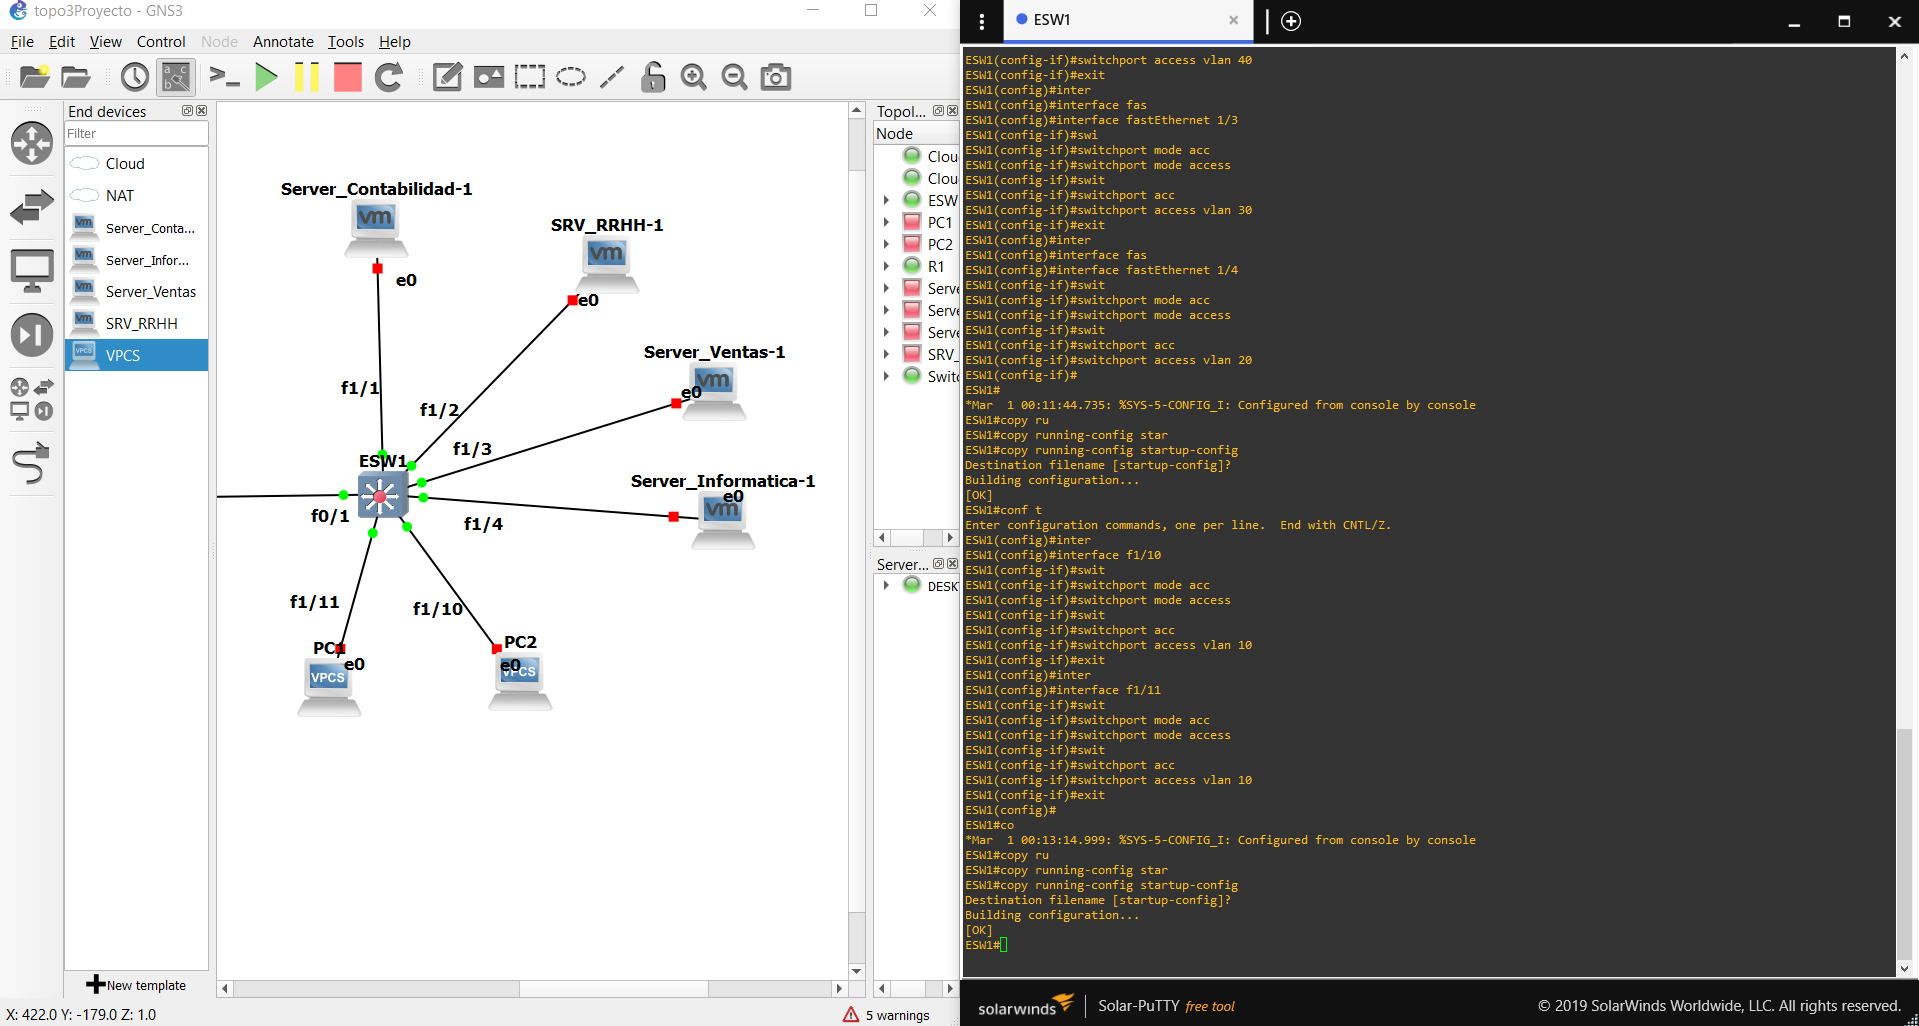 topo3Proyecto - GNS3
File Edit View Control Node Annotate Tools Help
End devices
Filter
Cloud
NAT
Server_Conta...
Server_Infor...
Server_Ventas
SRV_RRHH
VPCS
New template
X: 422.0 Y: -179.0 Z: 1.0
Server_Contabilidad-1
vm
e0
SRV_RRHH-1
vm
e0
Server_Ventas-1
vm
e0
Server_Informatica-1
vm
e0
f1/1
f1/2
f1/3
f1/4
ESW1
f0/1
f1/11
f1/10
PC1
e0
VPCS
PC2
e0
VPCS
Topol...
Node
Clou
Clou
ESW
PC1
PC2
R1
Serve
Serve
Serve
SRV_
Switc
Server...
DESK
5 warnings
ESW1
ESW1(config-if)#switchport access vlan 40
ESW1(config-if)#exit
ESW1(config)#inter
ESW1(config)#interface fas
ESW1(config)#interface fastEthernet 1/3
ESW1(config-if)#swi
ESW1(config-if)#switchport mode acc
ESW1(config-if)#switchport mode access
ESW1(config-if)#swit
ESW1(config-if)#switchport acc
ESW1(config-if)#switchport access vlan 30
ESW1(config-if)#exit
ESW1(config)#inter
ESW1(config)#interface fas
ESW1(config)#interface fastEthernet 1/4
ESW1(config-if)#swit
ESW1(config-if)#switchport mode acc
ESW1(config-if)#switchport mode access
ESW1(config-if)#swit
ESW1(config-if)#switchport acc
ESW1(config-if)#switchport access vlan 20
ESW1(config-if)#
ESW1#
*Mar  1 00:11:44.735: %SYS-5-CONFIG_I: Configured from console by console
ESW1#copy ru
ESW1#copy running-config star
ESW1#copy running-config startup-config
Destination filename [startup-config]?
Building configuration...
[OK]
ESW1#conf t
Enter configuration commands, one per line.  End with CNTL/Z.
ESW1(config)#inter
ESW1(config)#interface f1/10
ESW1(config-if)#swit
ESW1(config-if)#switchport mode acc
ESW1(config-if)#switchport mode access
ESW1(config-if)#swit
ESW1(config-if)#switchport acc
ESW1(config-if)#switchport access vlan 10
ESW1(config-if)#exit
ESW1(config)#inter
ESW1(config)#interface f1/11
ESW1(config-if)#swit
ESW1(config-if)#switchport mode acc
ESW1(config-if)#switchport mode access
ESW1(config-if)#swit
ESW1(config-if)#switchport acc
ESW1(config-if)#switchport access vlan 10
ESW1(config-if)#exit
ESW1(config)#
ESW1#co
*Mar  1 00:13:14.999: %SYS-5-CONFIG_I: Configured from console by console
ESW1#copy ru
ESW1#copy running-config star
ESW1#copy running-config startup-config
Destination filename [startup-config]?
Building configuration...
[OK]
ESW1#
solarwinds Solar-PuTTY free tool © 2019 SolarWinds Worldwide, LLC. All rights reserved.